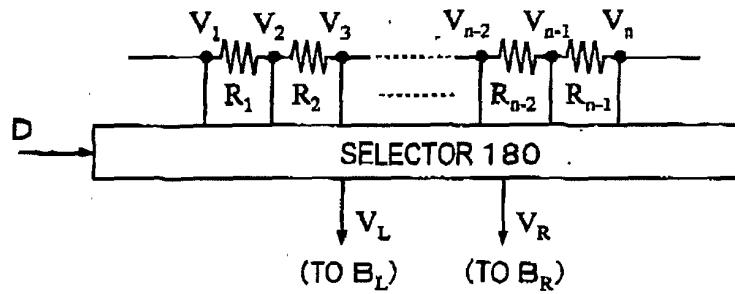 V1 V2 V3 Vn-2 Vn-1 Vn
R1 R2 Rn-2 Rn-1
D
SELECTOR 180
VL VR
(TO BL) (TO BR)